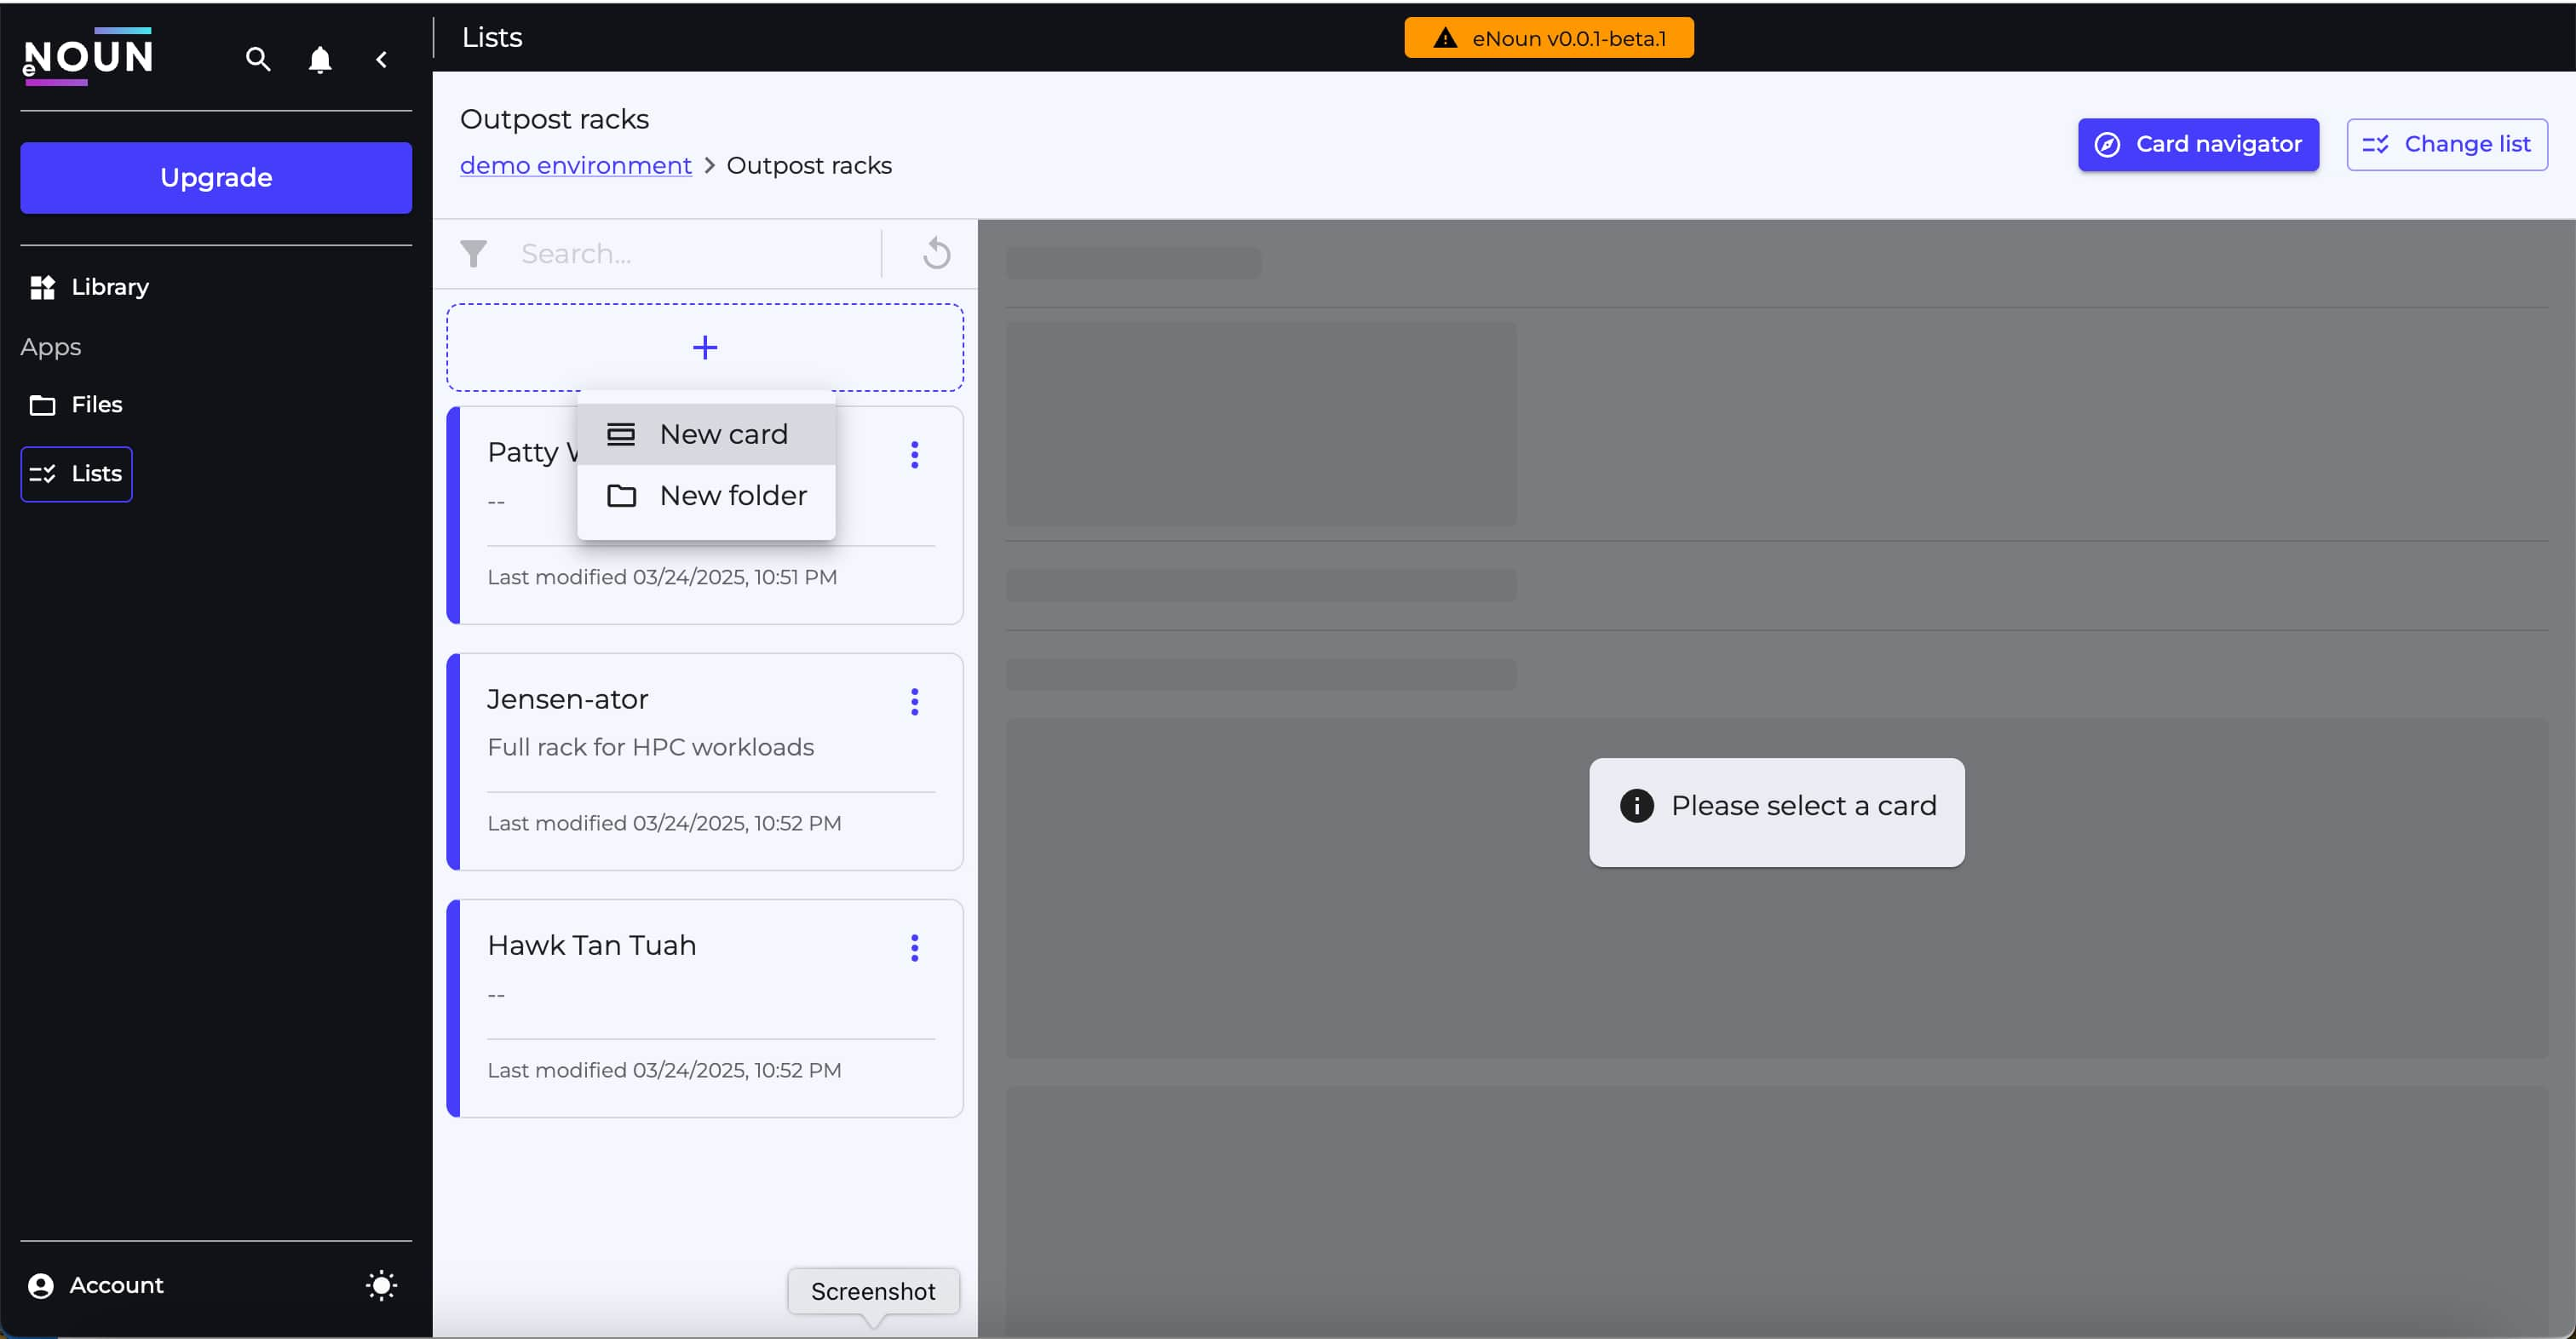 eNOUN
Upgrade
Library
Apps
Files
Lists
Account
Lists
eNoun v0.0.1-beta.1
Outpost racks
demo environment > Outpost racks
Card navigator
Change list
Search...
+
New card
New folder
Patty
--
Last modified 03/24/2025, 10:51 PM
Jensen-ator
Full rack for HPC workloads
Last modified 03/24/2025, 10:52 PM
Hawk Tan Tuah
--
Last modified 03/24/2025, 10:52 PM
Please select a card
Screenshot